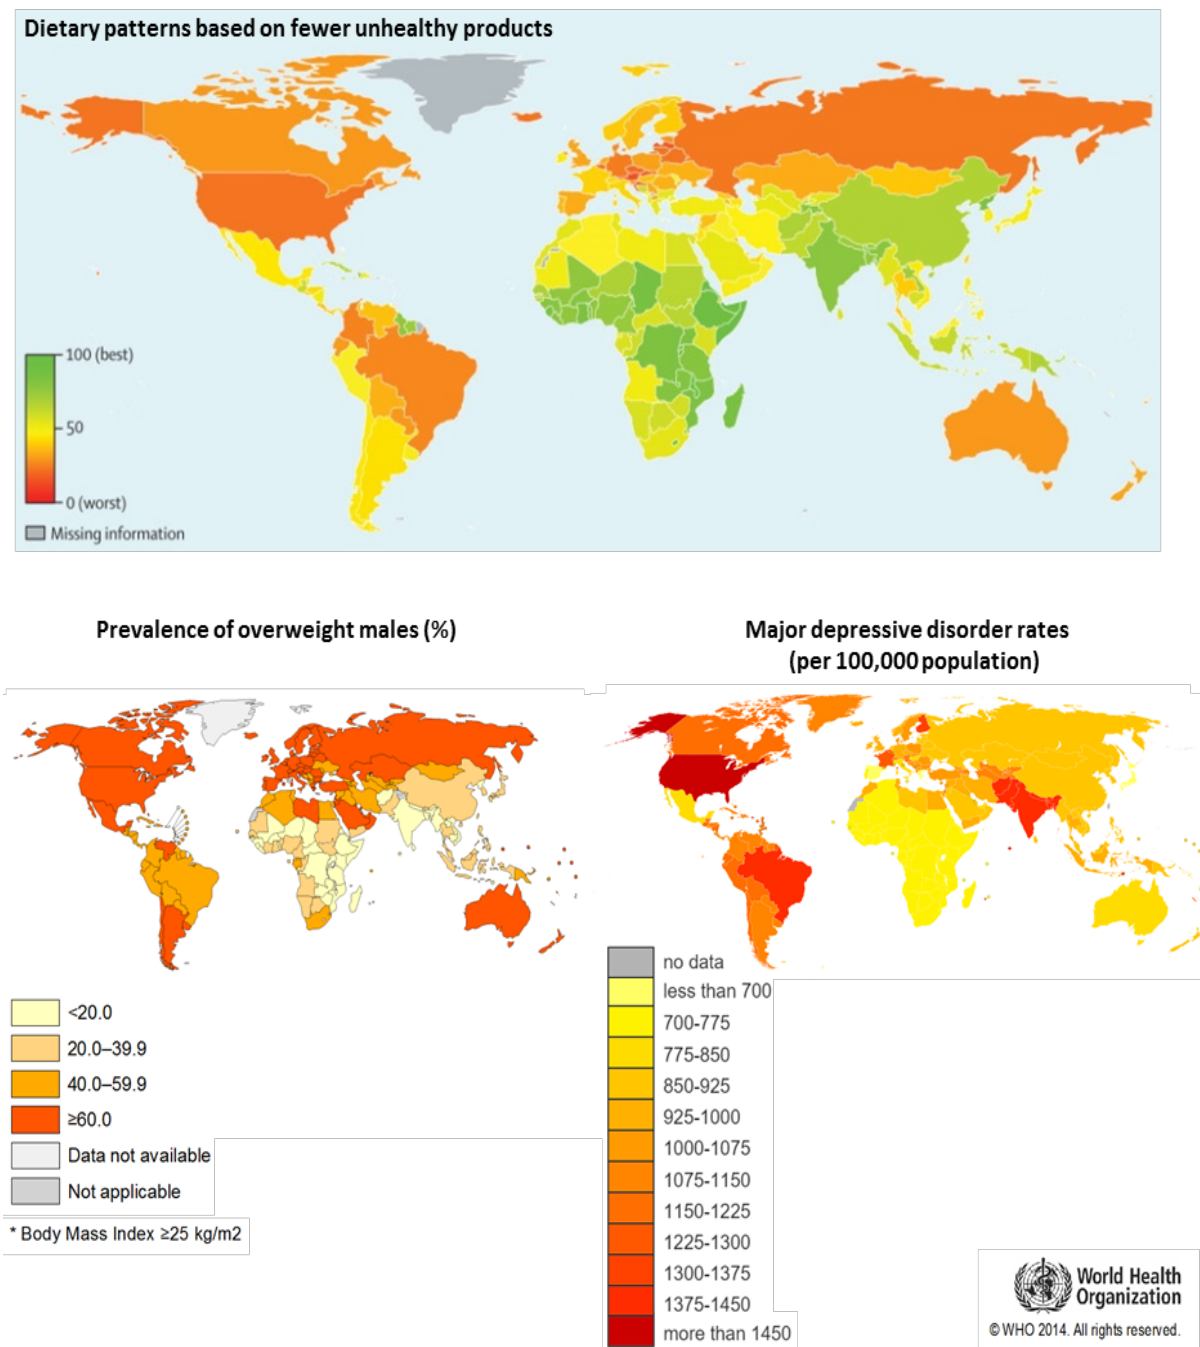 Dietary patterns based on fewer unhealthy products
100 (best)
50
0 (worst)
Missing information
Prevalence of overweight males (%)
Major depressive disorder rates
(per 100,000 population)
<20.0
20.0–39.9
40.0–59.9
≥60.0
Data not available
Not applicable
* Body Mass Index ≥25 kg/m2
no data
less than 700
700-775
775-850
850-925
925-1000
1000-1075
1075-1150
1150-1225
1225-1300
1300-1375
1375-1450
more than 1450
World Health
Organization
© WHO 2014. All rights reserved.